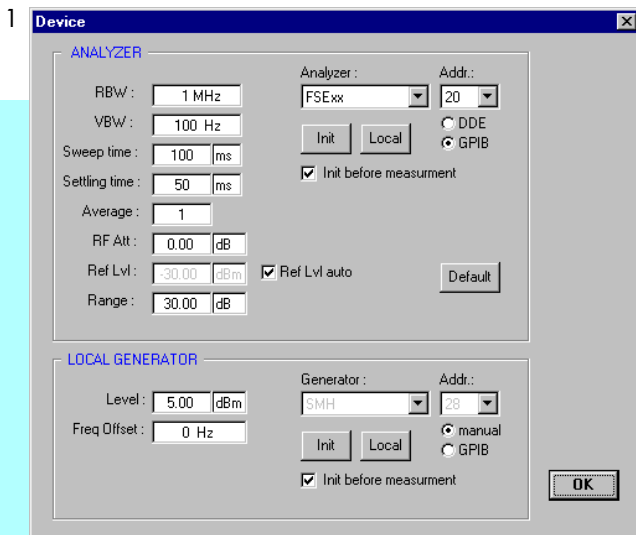 1
Device
ANALYZER
Analyzer : Addr.:
RBW : 1 MHz FSExx 20
VBW : 100 Hz DDE
Init Local GPIB
Sweep time : 100 ms
Settling time : 50 ms Init before measurment
Average : 1
RF Att : 0.00 dB
Ref Lvl : -30.00 dBm Ref Lvl auto Default
Range : 30.00 dB
LOCAL GENERATOR
Generator : Addr.:
Level : 5.00 dBm SMH 28
Freq Offset : 0 Hz manual
Init Local GPIB
Init before measurment
OK